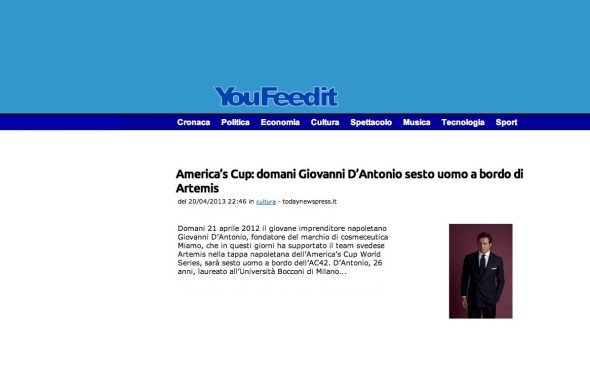 YouFeedit
Cronaca Politica Economia Cultura Spettacolo Musica Tecnologia Sport
America's Cup: domani Giovanni D'Antonio sesto uomo a bordo di
Artemis
del 20/04/2013 22:46 in cultura - todaynewspress.it
Domani 21 aprile 2012 il giovane imprenditore napoletano
Giovanni D'Antonio, fondatore del marchio di cosmeceutica
Miamo, che in questi giorni ha supportato il team svedese
Artemis nella tappa napoletana dell'America's Cup World
Series, sarà sesto uomo a bordo dell'AC42. D'Antonio, 26
anni, laureato all'Università Bocconi di Milano...